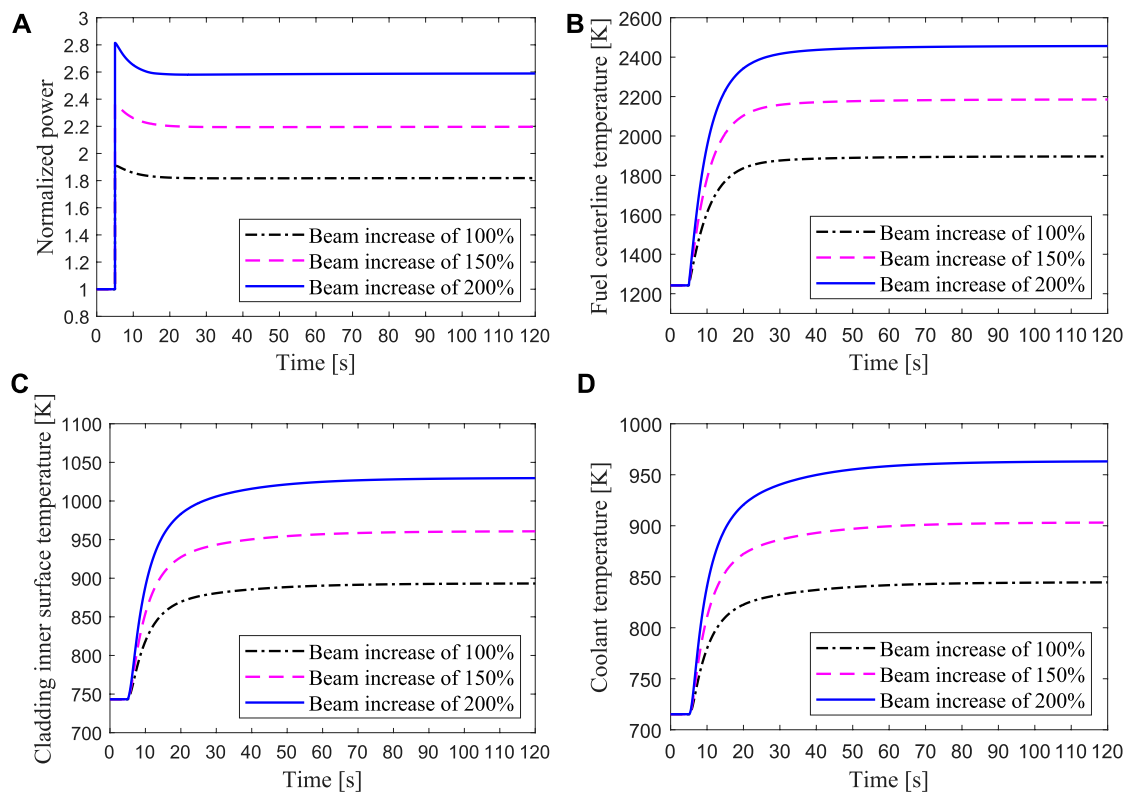 A
Normalized power
3
2.8
2.6
2.4
2.2
2
1.8
1.6
1.4
1.2
1
0.8
Beam increase of 100%
Beam increase of 150%
Beam increase of 200%
0 10 20 30 40 50 60 70 80 90 100 110 120
Time [s]
B
Fuel centerline temperature [K]
2600
2400
2200
2000
1800
1600
1400
1200
Beam increase of 100%
Beam increase of 150%
Beam increase of 200%
0 10 20 30 40 50 60 70 80 90 100 110 120
Time [s]
C
Cladding inner surface temperature [K]
1100
1050
1000
950
900
850
800
750
700
Beam increase of 100%
Beam increase of 150%
Beam increase of 200%
0 10 20 30 40 50 60 70 80 90 100 110 120
Time [s]
D
Coolant temperature [K]
1000
950
900
850
800
750
700
Beam increase of 100%
Beam increase of 150%
Beam increase of 200%
0 10 20 30 40 50 60 70 80 90 100 110 120
Time [s]